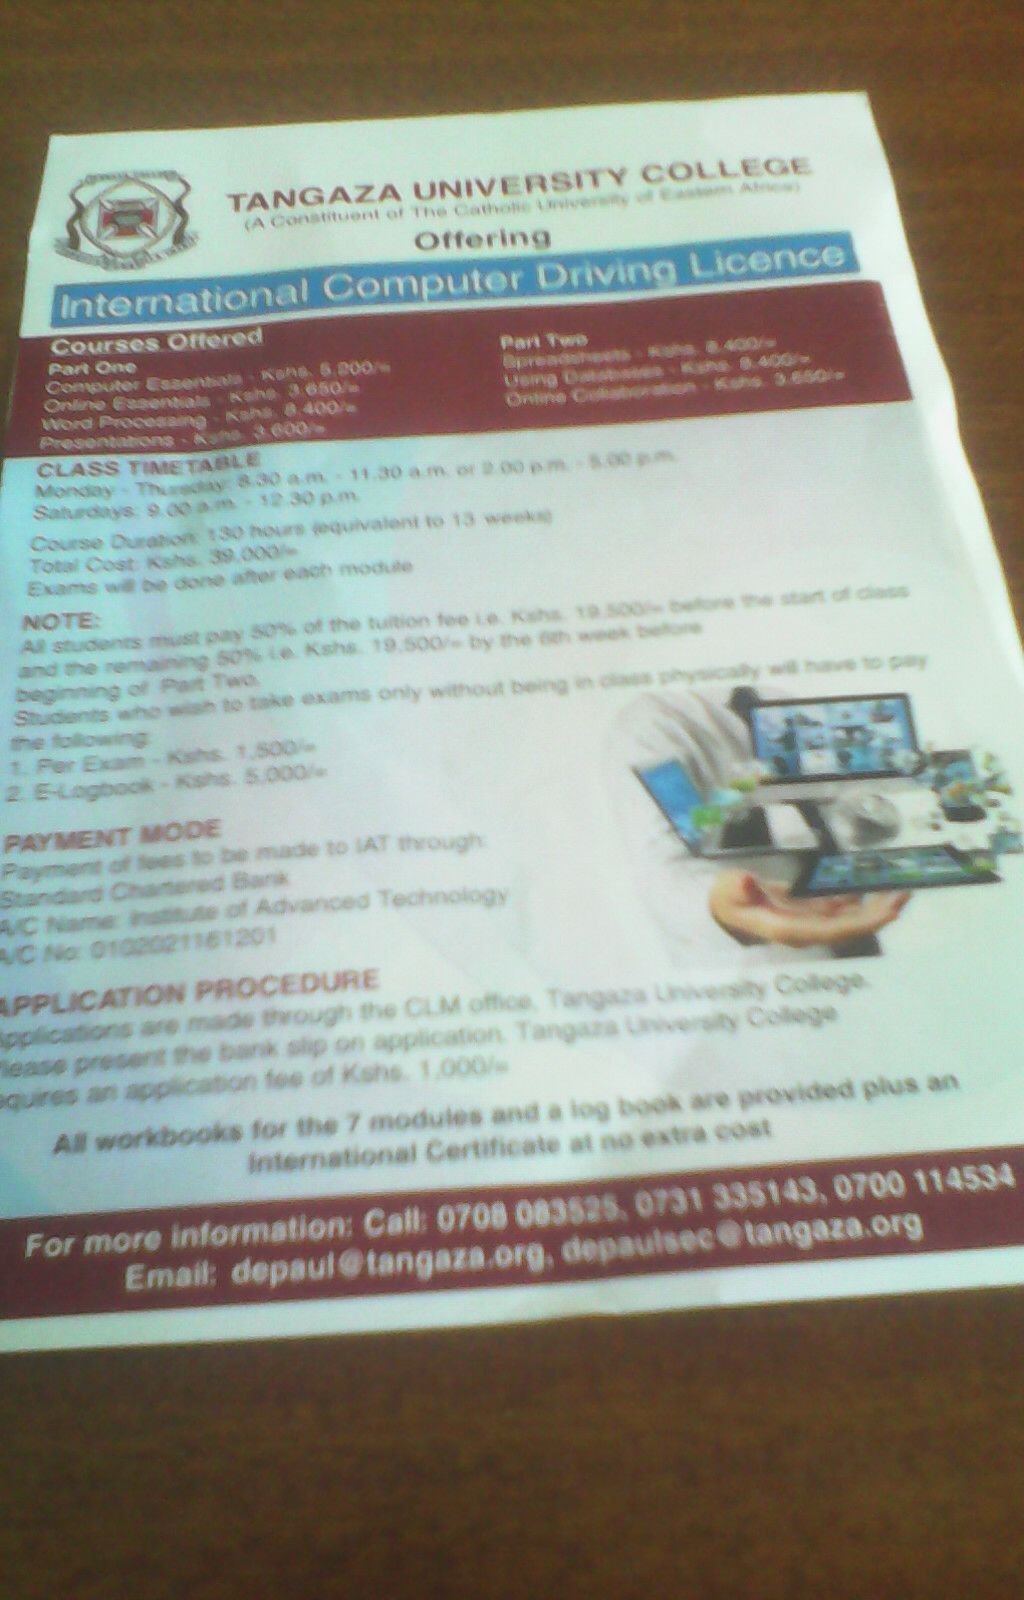 TANGAZA UNIVERSITY COLLEGE
(A Constituent of The Catholic University of Eastern Africa)
Offering
International Computer Driving Licence
Courses Offered
Part One
Computer Essentials - Kshs. 5,200/=
Online Essentials - Kshs. 3,650/=
Word Processing - Kshs. 8,400/=
Presentations - Kshs. 3,600/=
Part Two
Spreadsheets - Kshs. 8,400/=
Using Databases - Kshs. 8,400/=
Online Collaboration - Kshs. 3,650/=
CLASS TIMETABLE
Monday - Thursday: 8.30 a.m. - 11.30 a.m. or 2.00 p.m. - 5.00 p.m.
Saturdays: 9.00 a.m. - 12.30 p.m.
Course Duration: 130 hours (equivalent to 13 weeks)
Total Cost: Kshs. 39,000/=
Exams will be done after each module
NOTE:
All students must pay 50% of the tuition fee i.e. Kshs. 19,500/= before the start of class
and the remaining 50% i.e. Kshs. 19,500/= by the 6th week before
beginning of Part Two.
Students who wish to take exams only without being in class physically will have to pay
the following:
1. Per Exam - Kshs. 1,500/=
2. E-Logbook - Kshs. 5,000/=
PAYMENT MODE
Payment of fees to be made to IAT through:
Standard Chartered Bank
A/C Name: Institute of Advanced Technology
A/C No: 0102021161201
APPLICATION PROCEDURE
Applications are made through the CLM office, Tangaza University College.
Please present the bank slip on application. Tangaza University College
equires an application fee of Kshs. 1,000/=
All workbooks for the 7 modules and a log book are provided plus an
International Certificate at no extra cost
For more information: Call: 0708 083525, 0731 335143, 0700 114534
Email: depaul@tangaza.org, depaulsec@tangaza.org